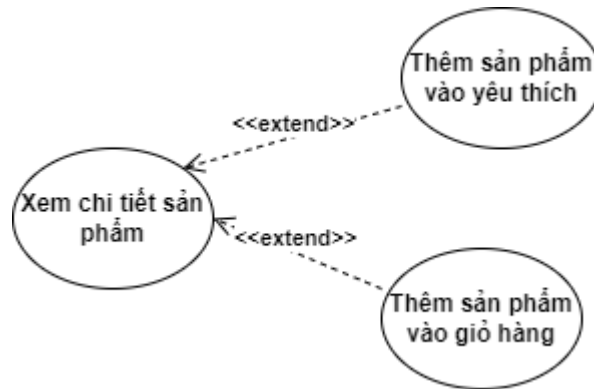 Thêm sản phẩm
vào yêu thích
<<extend>>
Xem chi tiết sản
phẩm
<<extend>>
Thêm sản phẩm
vào giỏ hàng